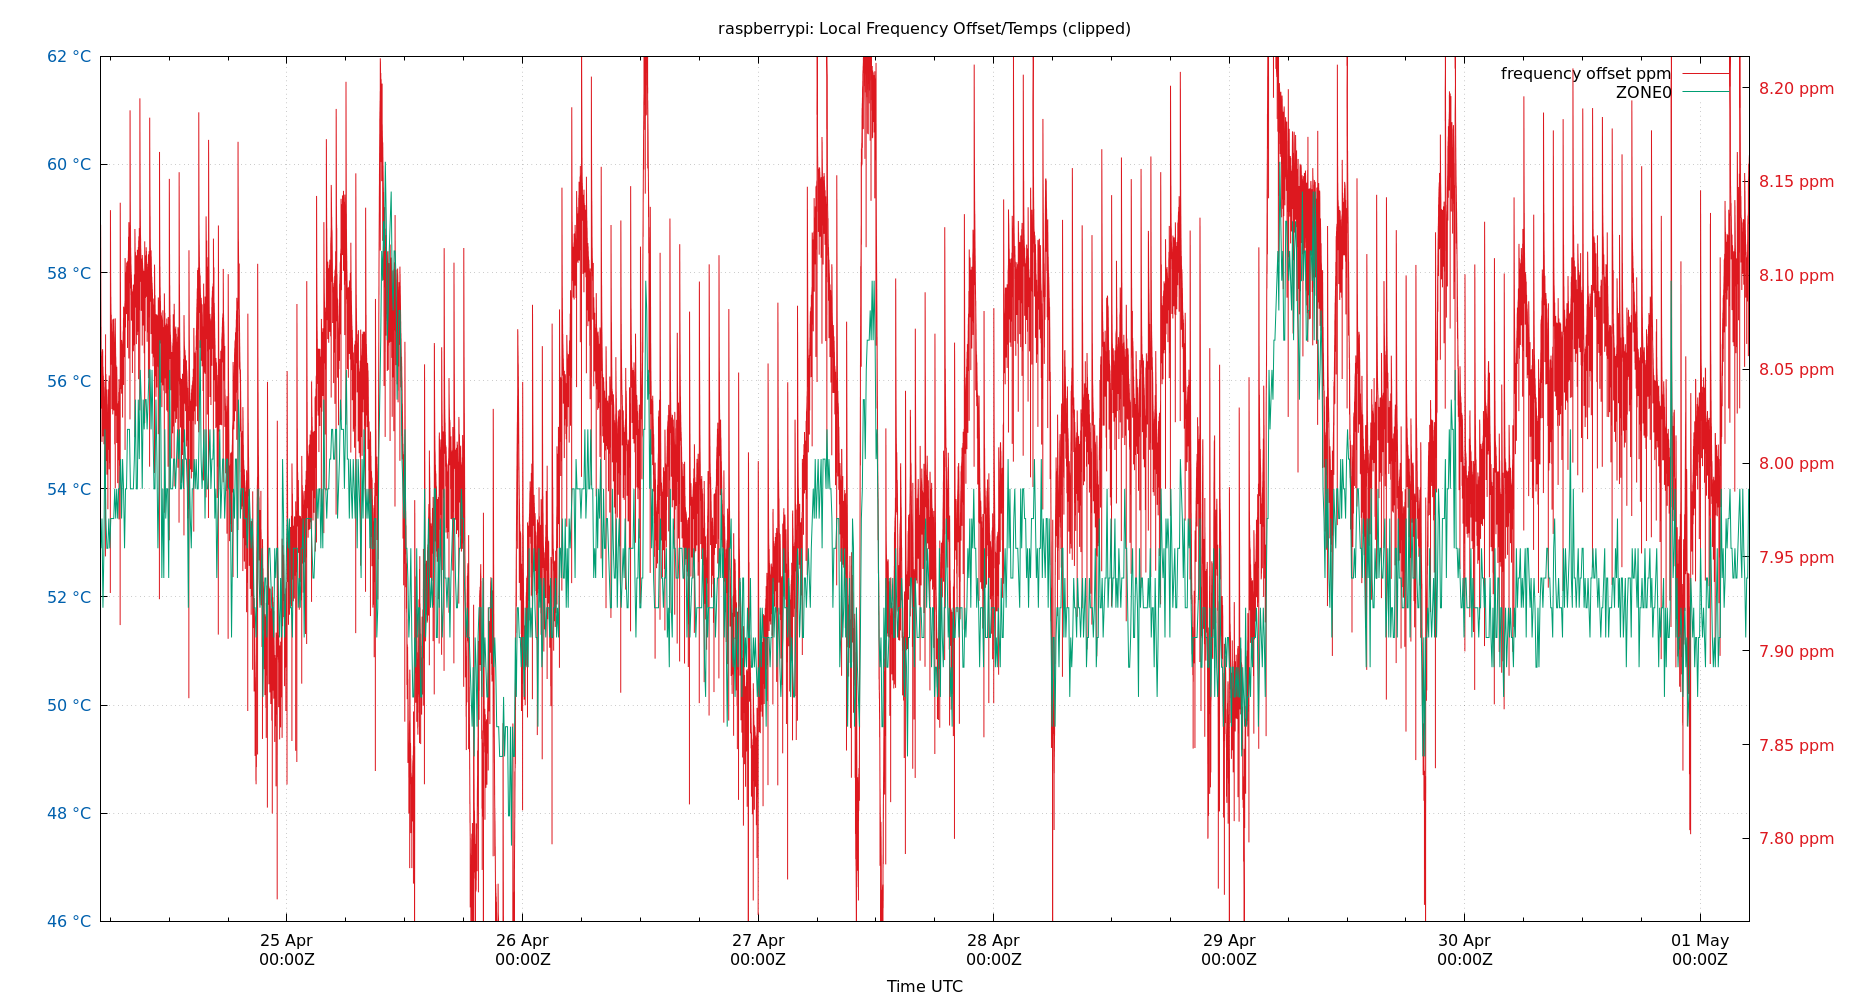 raspberrypi: Local Frequency Offset/Temps (clipped)
62 °C
60 °C
58 °C
56 °C
54 °C
52 °C
50 °C
48 °C
46 °C
frequency offset ppm
ZONE0
8.20 ppm
8.15 ppm
8.10 ppm
8.05 ppm
8.00 ppm
7.95 ppm
7.90 ppm
7.85 ppm
7.80 ppm
25 Apr 26 Apr 27 Apr 28 Apr 29 Apr 30 Apr 01 May
00:00Z 00:00Z 00:00Z 00:00Z 00:00Z 00:00Z 00:00Z
Time UTC